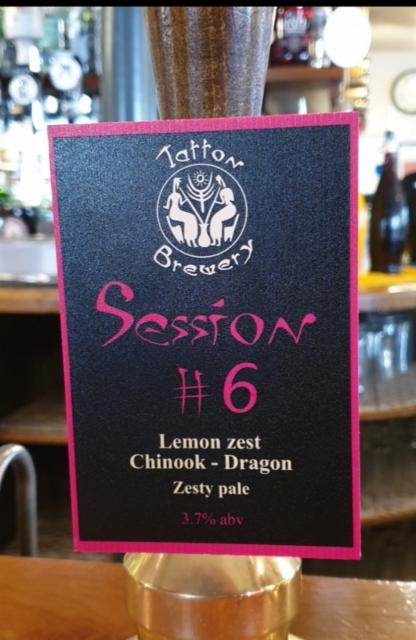 Tatton
Brewery
Session
#6
Lemon zest
Chinook - Dragon
Zesty pale
3.7% abv